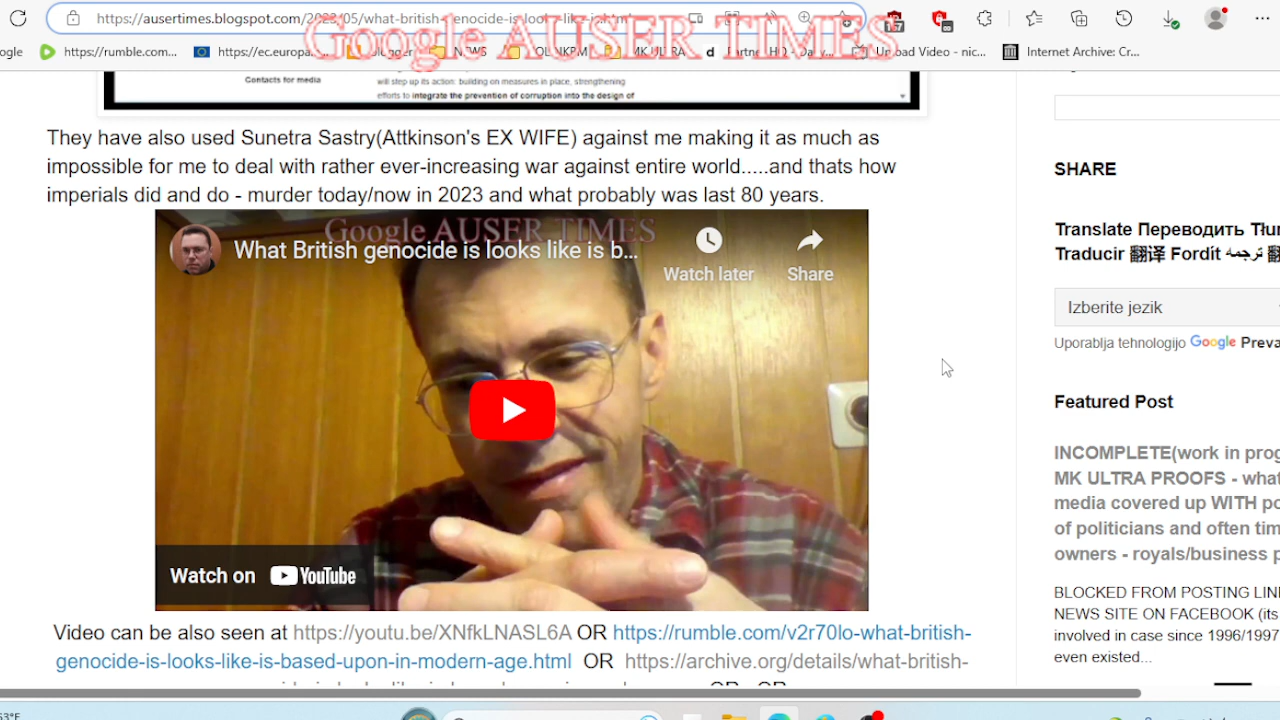 https://ausertimes.blogspot.com/2023/05/what-british-genocide-is-looks-like-is.html
Google AUSER TIMES
ogle https://rumble.com... https://ec.europa... Blogger NEWS MK ULTRA Upload Video - nic... Internet Archive: Cr...
Contacts for media
will step up its action: building on measures in place, strengthening
efforts to integrate the prevention of corruption into the design of
They have also used Sunetra Sastry(Attkinson's EX WIFE) against me making it as much as
impossible for me to deal with rather ever-increasing war against entire world.....and thats how
imperials did and do - murder today/now in 2023 and what probably was last 80 years.
Google AUSER TIMES
What British genocide is looks like is b...
Watch later
Share
Watch on YouTube
Video can be also seen at https://youtu.be/XNfkLNASL6A OR https://rumble.com/v2r70lo-what-british-
genocide-is-looks-like-is-based-upon-in-modern-age.html OR https://archive.org/details/what-british-
SHARE
Translate Переводить Tłu
Traducir 翻译 Fordít ترجمة 翻
Izberite jezik
Uporablja tehnologijo Google Preva
Featured Post
INCOMPLETE(work in prog
MK ULTRA PROOFS - what
media covered up WITH po
of politicians and often tim
owners - royals/business p
BLOCKED FROM POSTING LIN
NEWS SITE ON FACEBOOK (its
involved in case since 1996/1997
even existed...